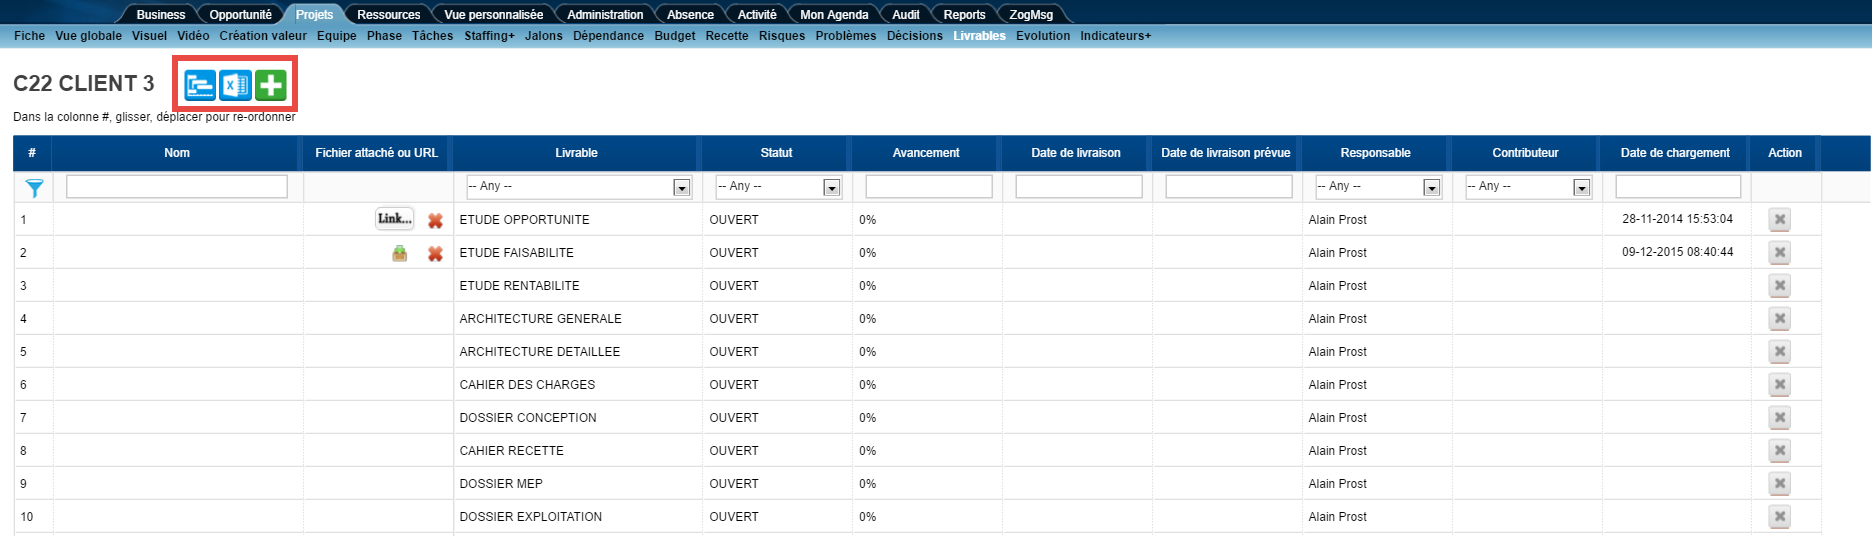 Business Opportunité Projets Ressources Vue personnalisée Administration Absence Activité Mon Agenda Audit Reports ZogMsg
Fiche Vue globale Visuel Vidéo Création valeur Equipe Phase Tâches Staffing+ Jalons Dépendance Budget Recette Risques Problèmes Décisions Livrables Evolution Indicateurs+
C22 CLIENT 3
Dans la colonne #, glisser, déplacer pour re-ordonner
# Nom Fichier attaché ou URL Livrable Statut Avancement Date de livraison Date de livraison prévue Responsable Contributeur Date de chargement Action
-- Any -- -- Any -- -- Any -- -- Any --
1 Link... ETUDE OPPORTUNITE OUVERT 0% Alain Prost 28-11-2014 15:53:04
2 ETUDE FAISABILITE OUVERT 0% Alain Prost 09-12-2015 08:40:44
3 ETUDE RENTABILITE OUVERT 0% Alain Prost
4 ARCHITECTURE GENERALE OUVERT 0% Alain Prost
5 ARCHITECTURE DETAILLEE OUVERT 0% Alain Prost
6 CAHIER DES CHARGES OUVERT 0% Alain Prost
7 DOSSIER CONCEPTION OUVERT 0% Alain Prost
8 CAHIER RECETTE OUVERT 0% Alain Prost
9 DOSSIER MEP OUVERT 0% Alain Prost
10 DOSSIER EXPLOITATION OUVERT 0% Alain Prost